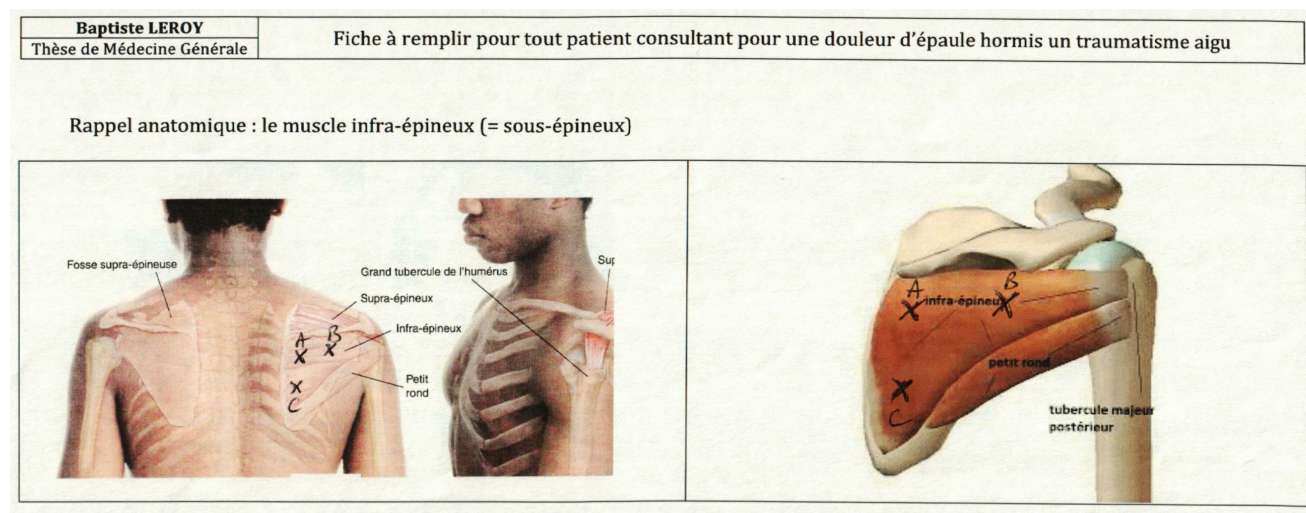 Baptiste LEROY
Thèse de Médecine Générale
Fiche à remplir pour tout patient consultant pour une douleur d'épaule hormis un traumatisme aigu
Rappel anatomique : le muscle infra-épineux (= sous-épineux)
Fosse supra-épineuse
Grand tubercule de l'humérus
Supra-épineux
Infra-épineux
Petit
rond
A
B
X
X
X
C
A
B
X
infra-épineux
X
petit rond
X
C
tubercule majeur
postérieur